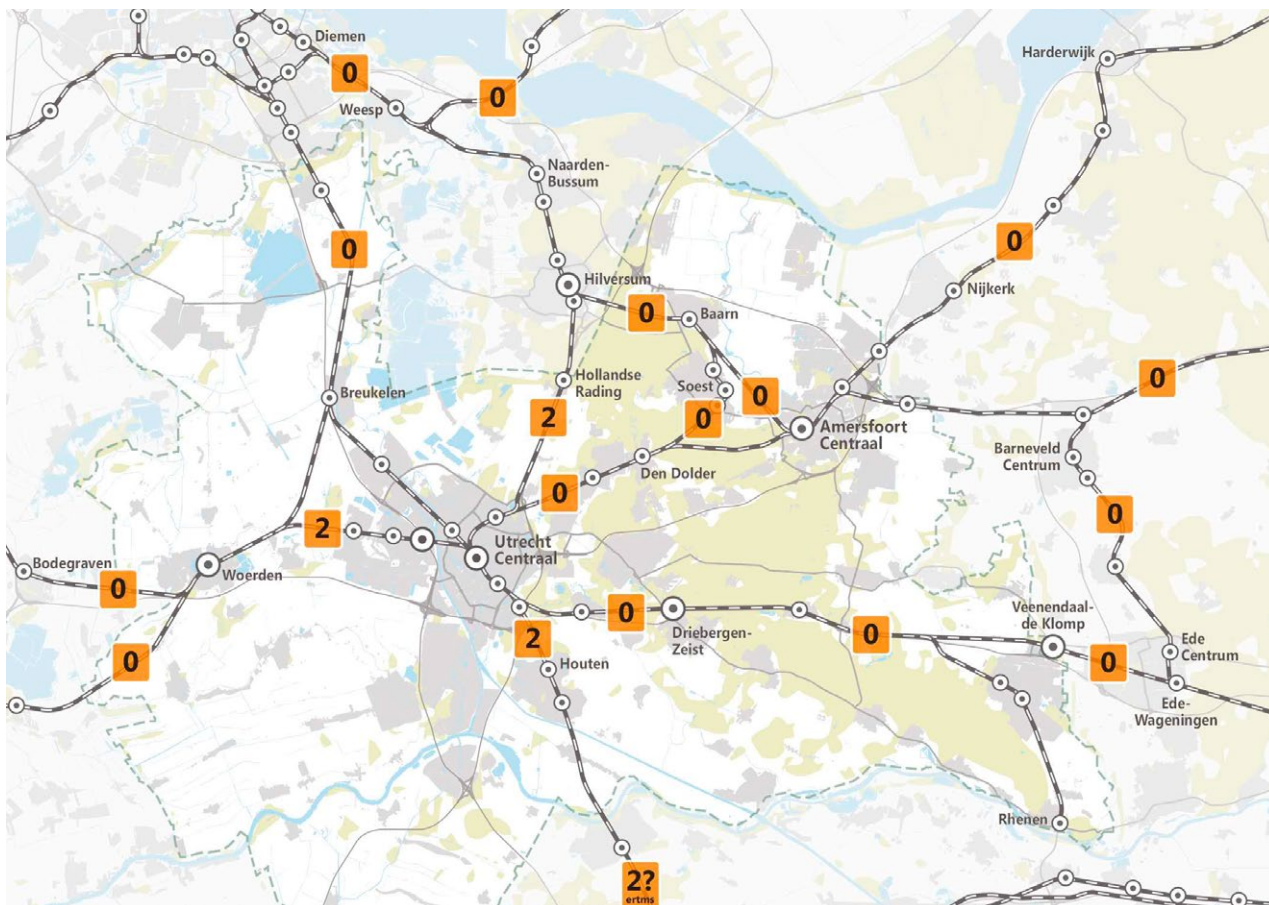 Diemen
0
Weesp
0
Harderwijk
Naarden-
Bussum
0
0
Hilversum
Nijkerk
0
Baarn
Hollandse
Rading
Soest
0
0
Breukelen
2
0
Amersfoort
Centraal
Barneveld
Centrum
Den Dolder
0
0
2
Utrecht
Centraal
Bodegraven
0
Woerden
0
Driebergen-
Zeist
0
Veenendaal-
de Klomp
2
Houten
Ede
Centrum
0
0
Ede-
Wageningen
Rhenen
2?
ertms